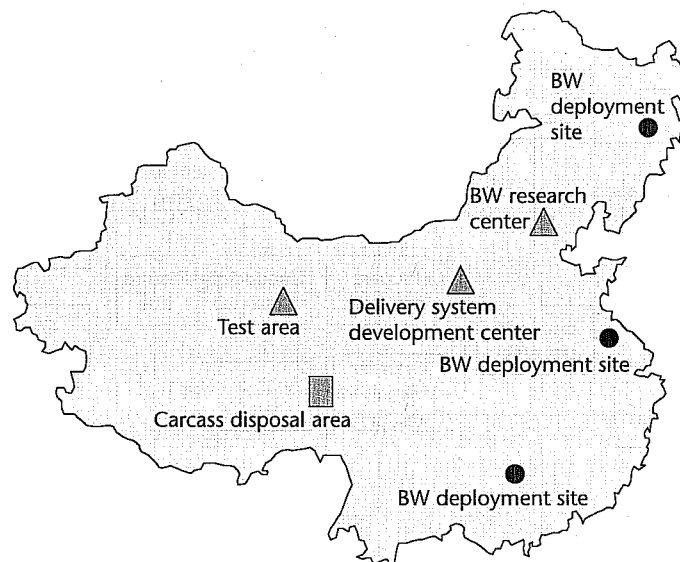 BW
deployment
site
BW research
center
Test area
Delivery system
development center
BW deployment site
Carcass disposal area
BW deployment site